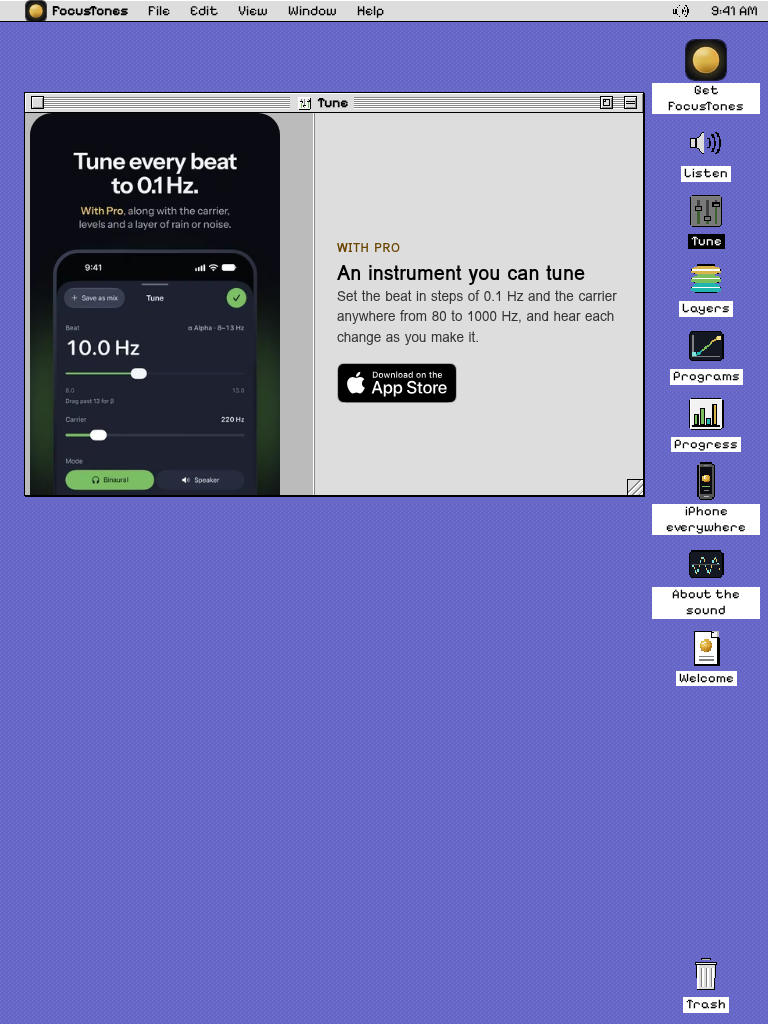 FocusTones File Edit View Window Help 9:41 AM
Tune
Tune every beat
to 0.1 Hz.
With Pro, along with the carrier,
levels and a layer of rain or noise.
9:41
+ Save as mix Tune
Beat α Alpha · 8–13 Hz
10.0 Hz
8.0 13.0
Drag past 13 for β
Carrier 220 Hz
Mode
Binaural Speaker
WITH PRO
An instrument you can tune
Set the beat in steps of 0.1 Hz and the carrier
anywhere from 80 to 1000 Hz, and hear each
change as you make it.
Download on the
App Store
Get
FocusTones
Listen
Tune
Layers
Programs
Progress
iPhone
everywhere
About the
sound
Welcome
Trash